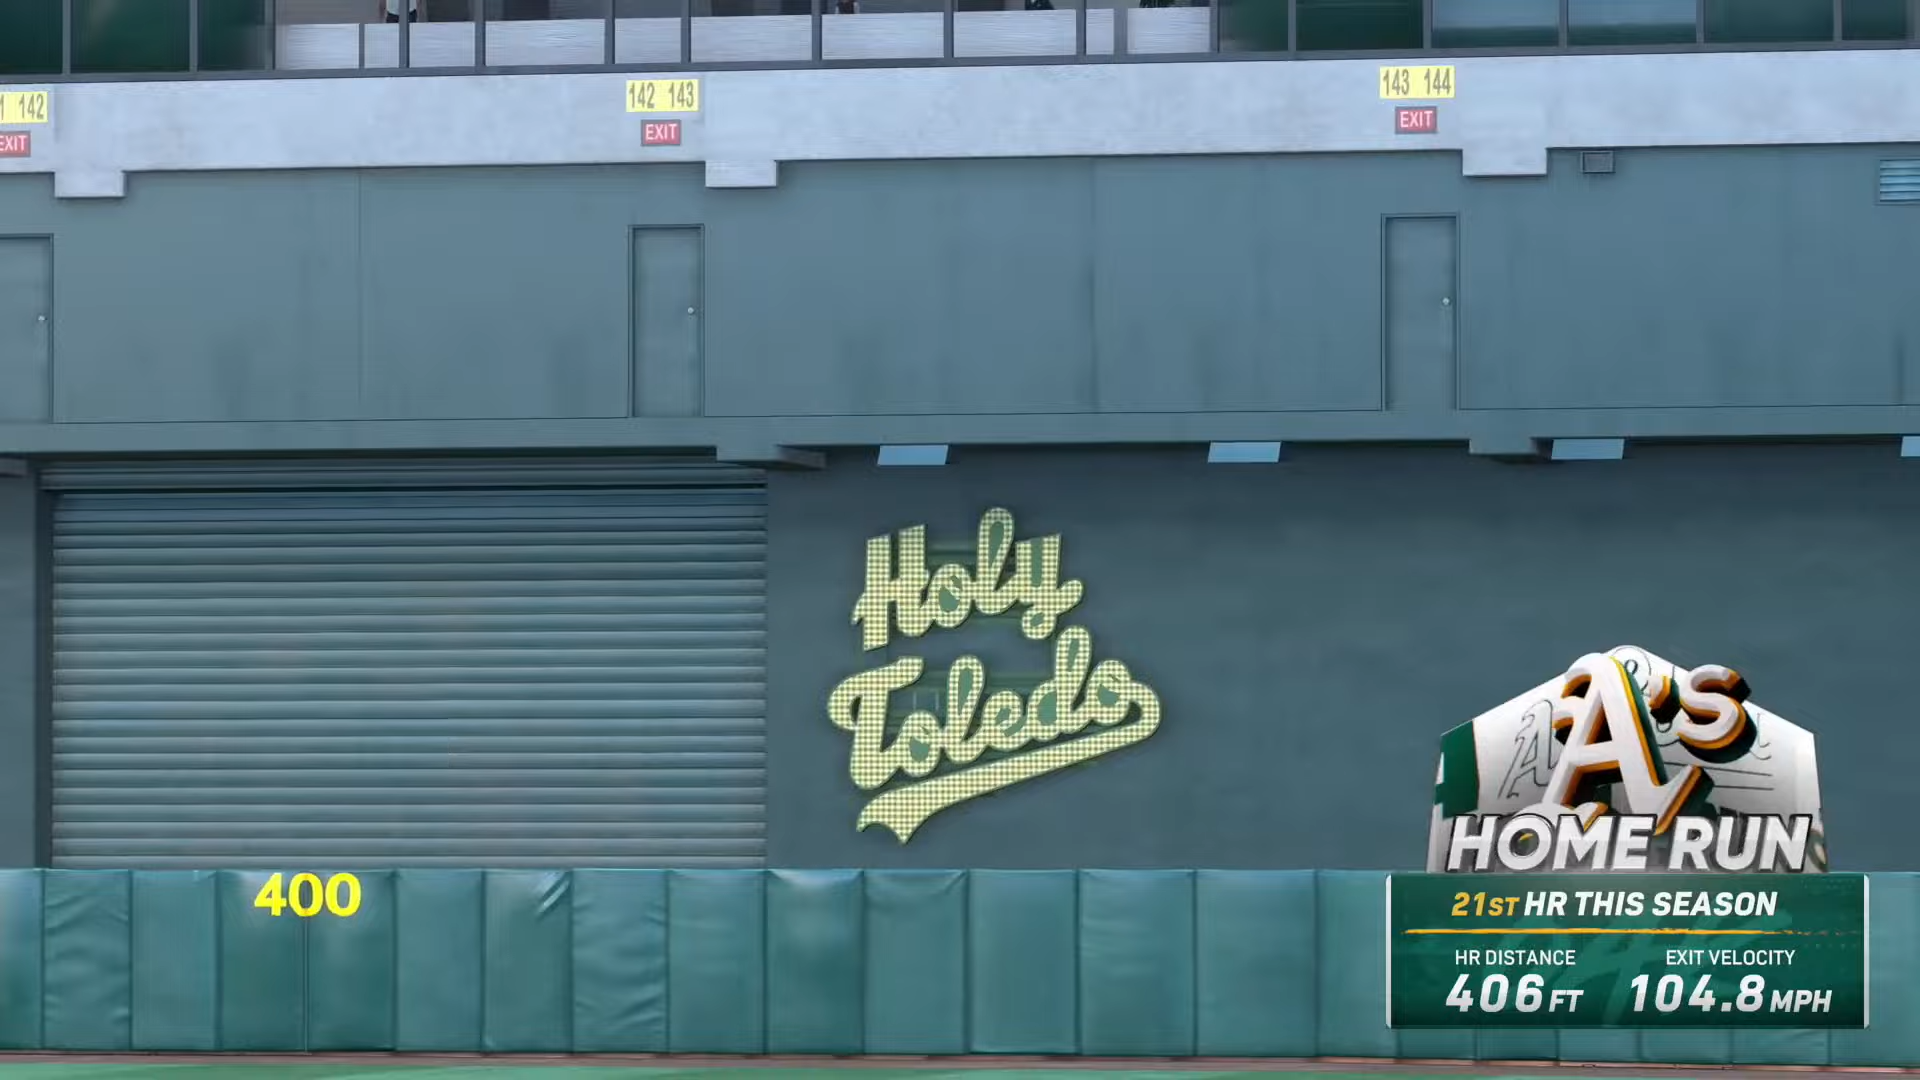 142 143
143 144
1 142
EXIT
EXIT
EXIT
Holy
Toledo
A's
HOME RUN
400
21ST HR THIS SEASON
HR DISTANCE
EXIT VELOCITY
406 FT
104.8 MPH